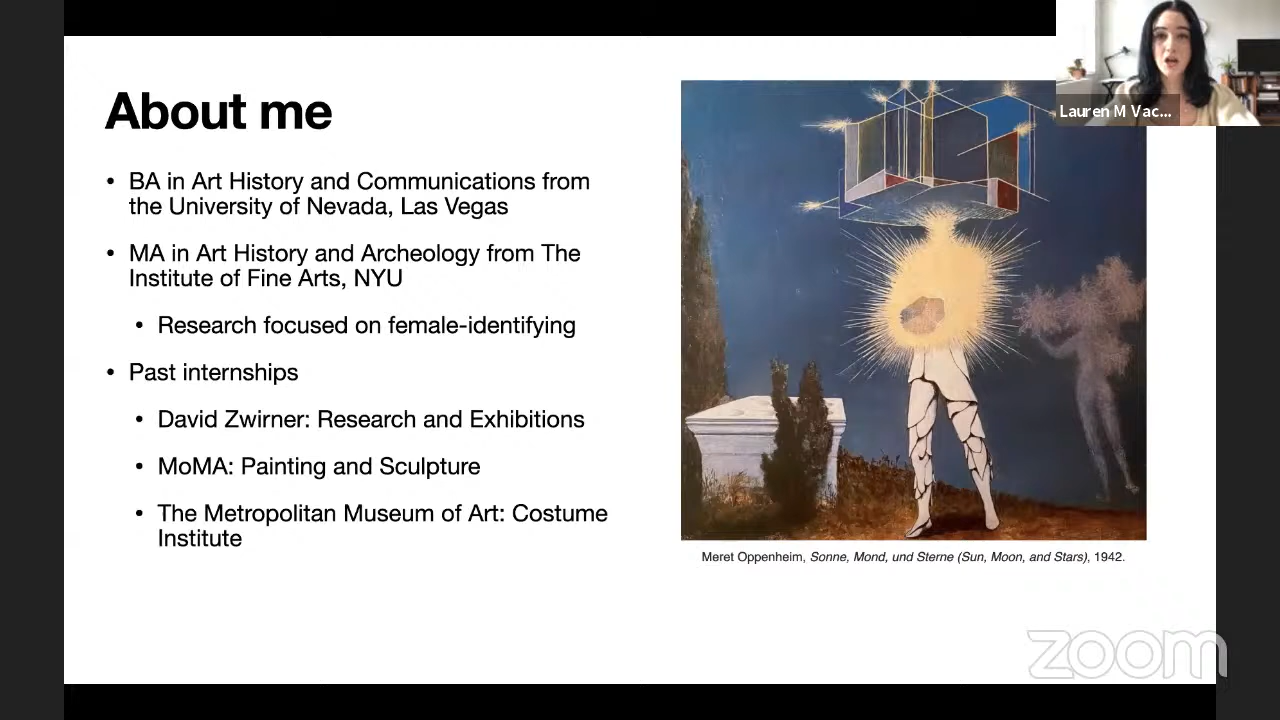 About me
• BA in Art History and Communications from
the University of Nevada, Las Vegas
• MA in Art History and Archeology from The
Institute of Fine Arts, NYU
• Research focused on female-identifying
• Past internships
• David Zwirner: Research and Exhibitions
• MoMA: Painting and Sculpture
• The Metropolitan Museum of Art: Costume
Institute
Lauren M Vac...
Meret Oppenheim, Sonne, Mond, und Sterne (Sun, Moon, and Stars), 1942.
zoom